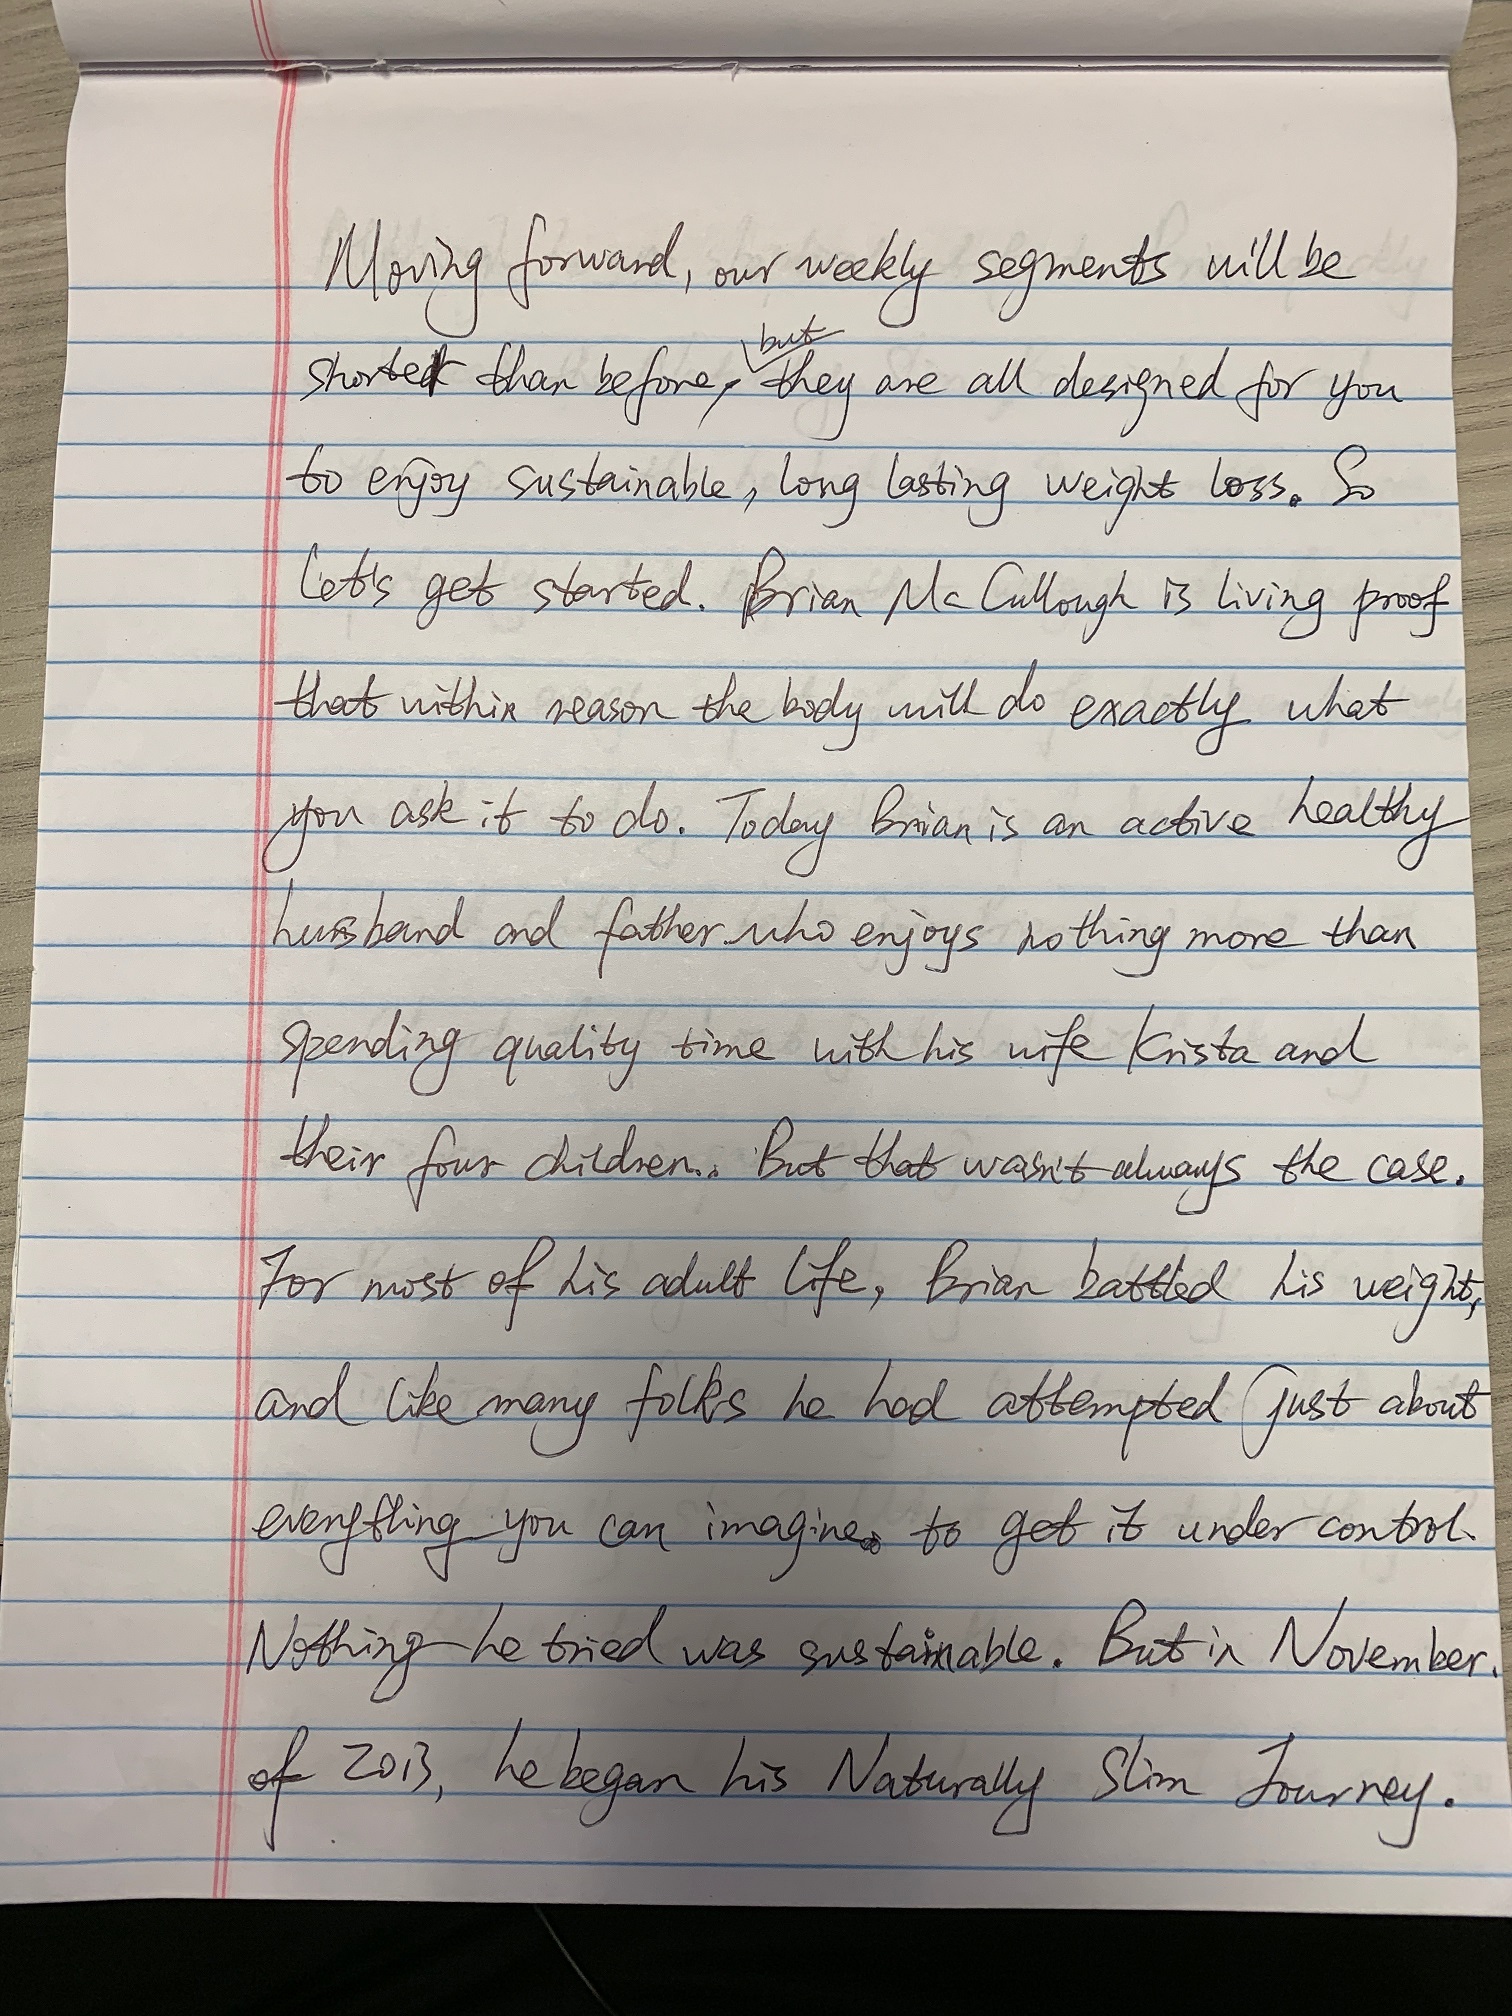 Moving forward, our weekly segments will be
shorter than before, but they are all designed for you
to enjoy sustainable, long lasting weight loss. So
let's get started. Brian McCullough is living proof
that within reason the body will do exactly what
you ask it to do. Today Brian is an active healthy
husband and father who enjoys nothing more than
spending quality time with his wife Krista and
their four children.. But that wasn't always the case.
For most of his adult life, Brian battled his weight,
and like many folks he had attempted just about
everything you can imagine. to get it under control.
Nothing he tried was sustainable. But in November.
of 2013, he began his Naturally Slim Journey.